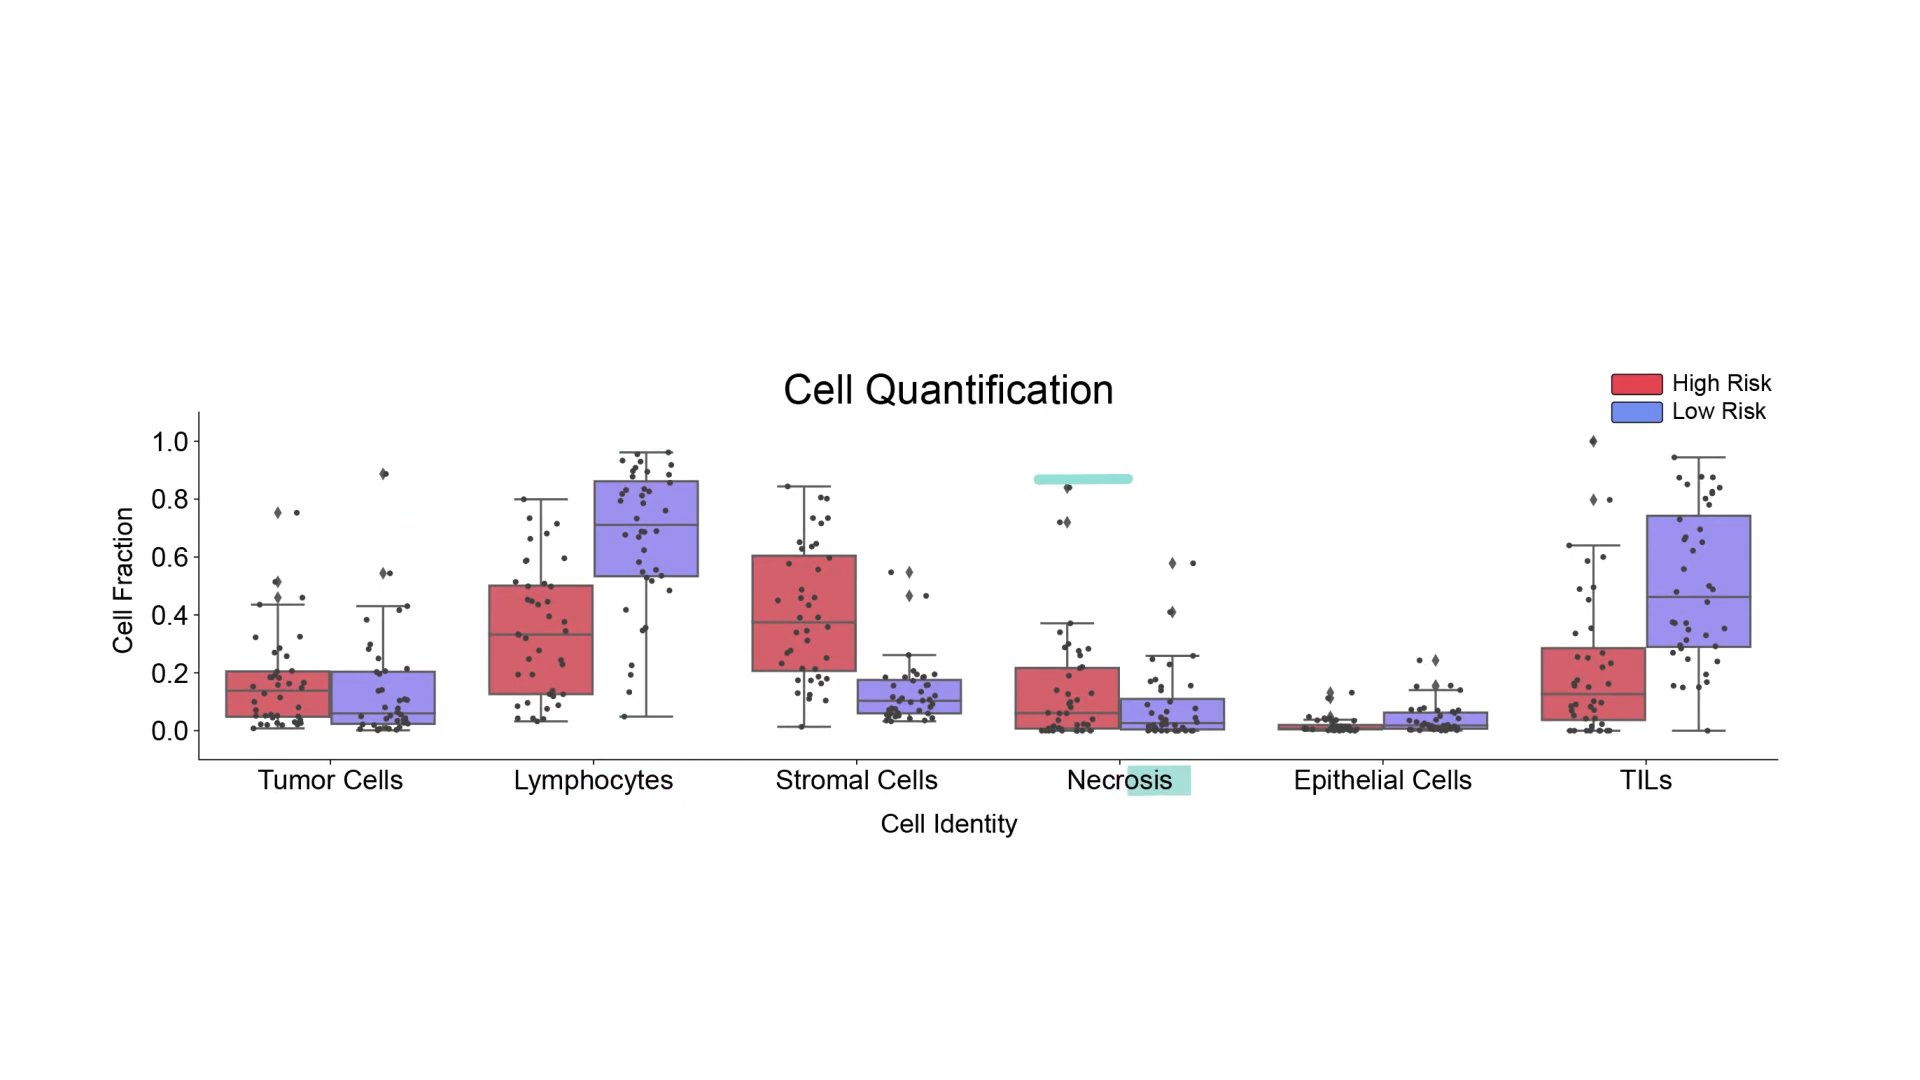 Cell Quantification
High Risk
Low Risk
Cell Fraction
1.0
0.8
0.6
0.4
0.2
0.0
Tumor Cells Lymphocytes Stromal Cells Necrosis Epithelial Cells TILs
Cell Identity